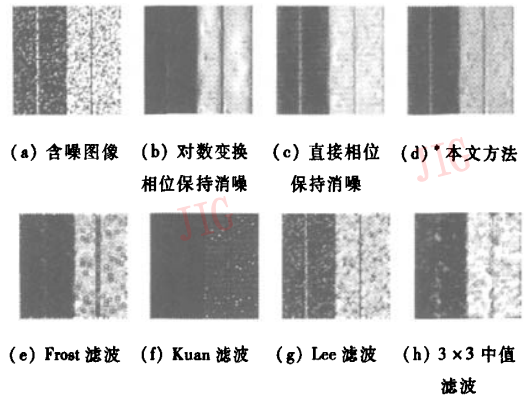 (a) 含噪图像
(b) 对数变换
相位保持消噪
(c) 直接相位
保持消噪
(d)*本文方法
JIG
JIG
(e) Frost 滤波
(f) Kuan 滤波
(g) Lee 滤波
(h) 3×3 中值
滤波